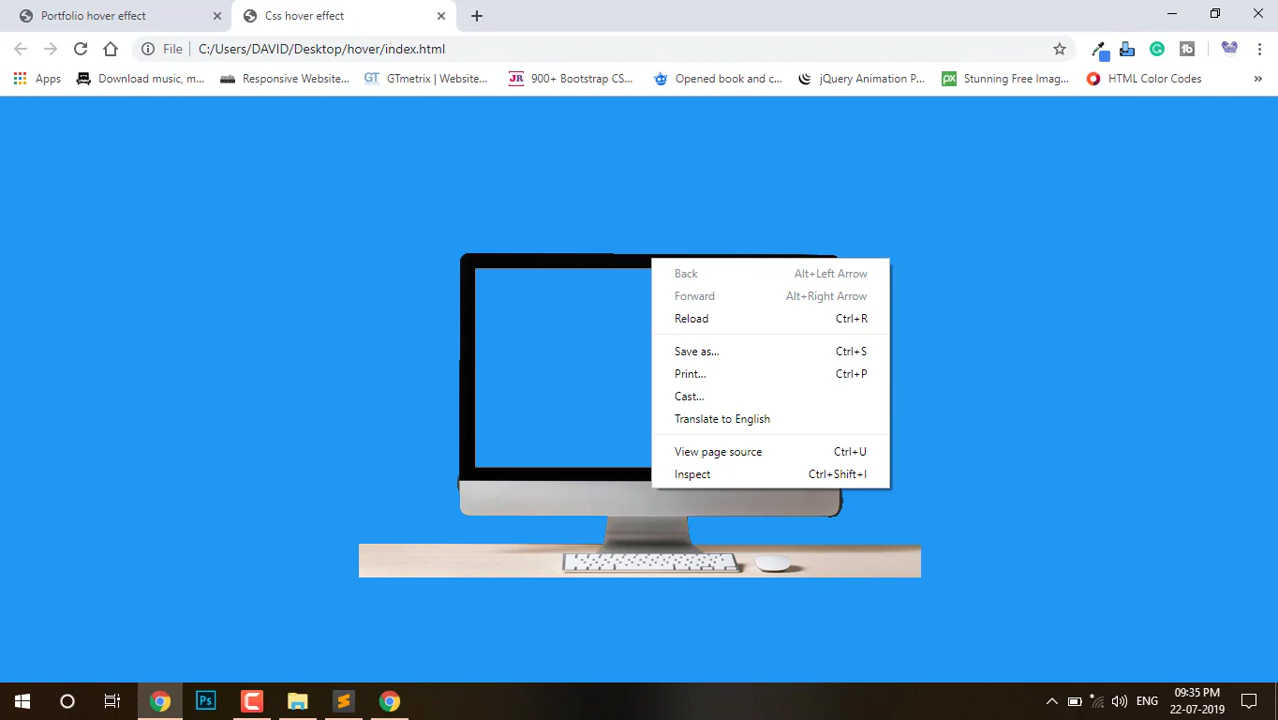 Portfolio hover effect
Css hover effect
File C:/Users/DAVID/Desktop/hover/index.html
Apps Download music, m... Responsive Website... GT GTmetrix | Website... JR 900+ Bootstrap CS... Opened book and c... jQuery Animation P... px Stunning Free Imag... HTML Color Codes »
Back Alt+Left Arrow
Forward Alt+Right Arrow
Reload Ctrl+R
Save as... Ctrl+S
Print... Ctrl+P
Cast...
Translate to English
View page source Ctrl+U
Inspect Ctrl+Shift+I
Ps
ENG
09:35 PM
22-07-2019